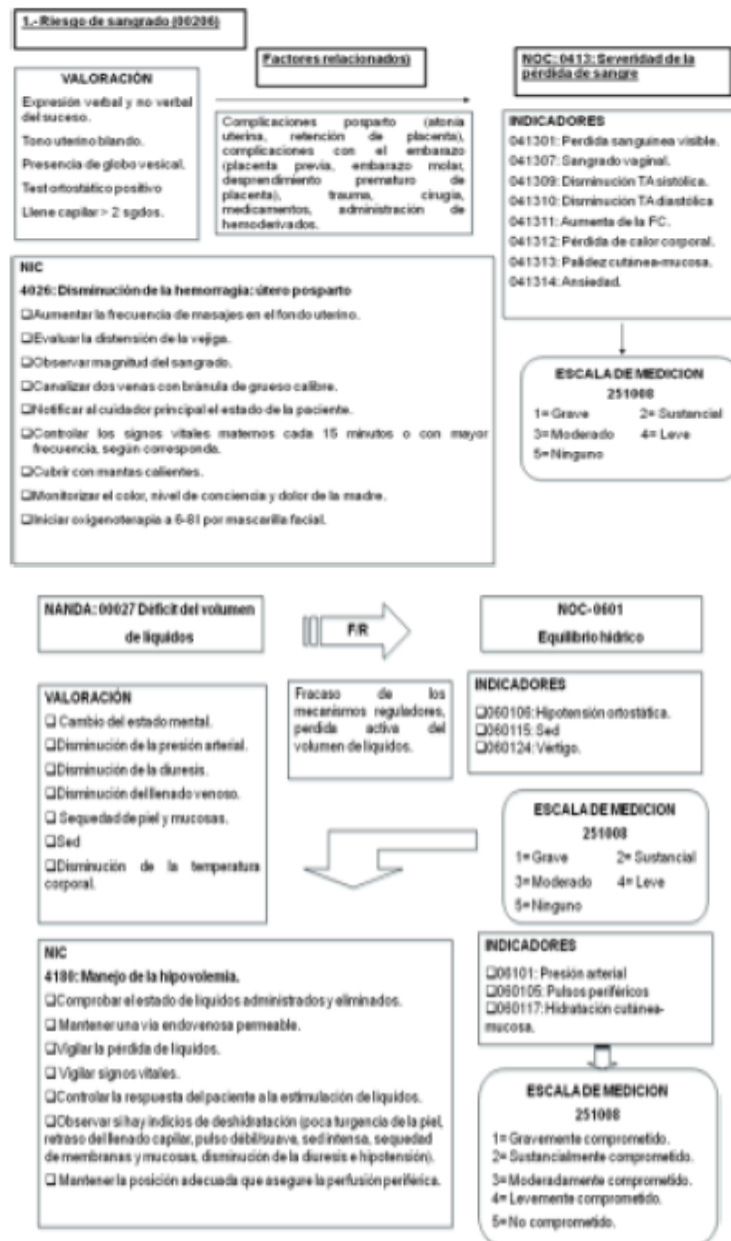 1.- Riesgo de sangrado (00206)
Factores relacionados)
NOC: 0413: Severidad de la
pérdida de sangre
VALORACIÓN
Expresión verbal y no verbal
del suceso.
Tono uterino blando.
Presencia de globo vesical.
Test ortostático positivo
Llene capilar > 2 sgdos.
Complicaciones posparto (atonía
uterina, retención de placenta),
complicaciones con el embarazo
(placenta previa, embarazo molar,
desprendimiento prematuro de
placenta), trauma, cirugía,
medicamentos, administración de
hemoderivados.
INDICADORES
041301: Perdida sanguínea visible.
041307: Sangrado vaginal.
041309: Disminución TA sistólica.
041310: Disminución TA diastólica
041311: Aumenta de la FC.
041312: Pérdida de calor corporal.
041313: Palidez cutánea-mucosa.
041314: Ansiedad.
NIC
4026: Disminución de la hemorragia: útero posparto
❑Aumentar la frecuencia de masajes en el fondo uterino.
❑Evaluar la distensión de la vejiga.
❑Observar magnitud del sangrado.
❑Canalizar dos venas con bránula de grueso calibre.
❑Notificar al cuidador principal el estado de la paciente.
❑Controlar los signos vitales maternos cada 15 minutos o con mayor
frecuencia, según corresponda.
❑Cubrir con mantas calientes.
❑Monitorizar el color, nivel de conciencia y dolor de la madre.
❑Iniciar oxigenoterapia a 6-8l por mascarilla facial.
ESCALA DE MEDICION
251008
1= Grave 2= Sustancial
3= Moderado 4= Leve
5= Ninguno
NANDA: 00027 Déficit del volumen
de líquidos
F/R
NOC- 0601
Equilibrio hídrico
VALORACIÓN
❑ Cambio del estado mental.
❑Disminución de la presión arterial.
❑Disminución de la diuresis.
❑Disminución del llenado venoso.
❑ Sequedad de piel y mucosas.
❑Sed
❑Disminución de la temperatura
corporal.
Fracaso de los
mecanismos reguladores,
perdida activa del
volumen de líquidos.
INDICADORES
❑060106: Hipotensión ortostática.
❑060115: Sed
❑060124: Vértigo.
ESCALA DE MEDICION
251008
1= Grave 2= Sustancial
3= Moderado 4= Leve
5= Ninguno
NIC
4180: Manejo de la hipovolemia.
❑Comprobar el estado de líquidos administrados y eliminados.
❑ Mantener una vía endovenosa permeable.
❑Vigilar la pérdida de líquidos.
❑ Vigilar signos vitales.
❑Controlar la respuesta del paciente a la estimulación de líquidos.
❑Observar si hay indicios de deshidratación (poca turgencia de la piel,
retraso del llenado capilar, pulso débil/suave, sed intensa, sequedad
de membranas y mucosas, disminución de la diuresis e hipotensión).
❑ Mantener la posición adecuada que asegure la perfusión periférica.
INDICADORES
❑06101: Presión arterial
❑060105: Pulsos periféricos
❑060117: Hidratación cutánea-
mucosa.
ESCALA DE MEDICION
251008
1= Gravemente comprometido.
2= Sustancialmente comprometido.
3= Moderadamente comprometido.
4= Levemente comprometido.
5= No comprometido.